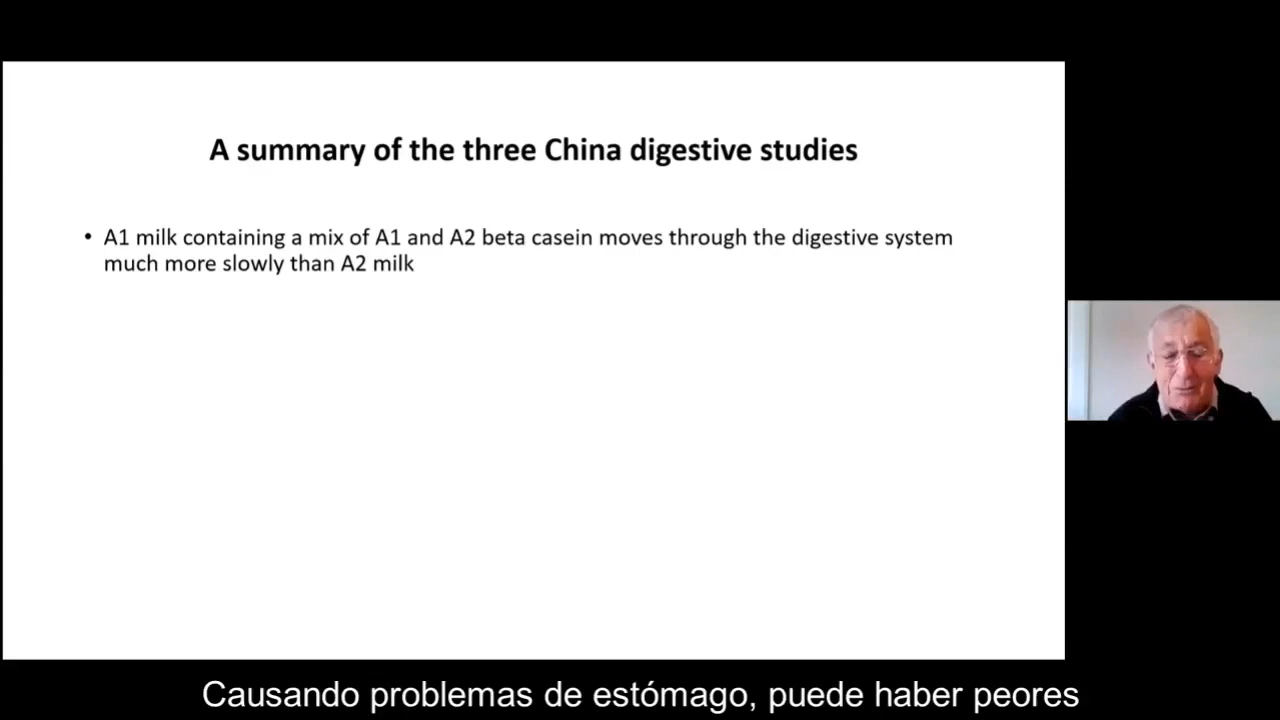 A summary of the three China digestive studies
• A1 milk containing a mix of A1 and A2 beta casein moves through the digestive system
much more slowly than A2 milk
Causando problemas de estómago, puede haber peores